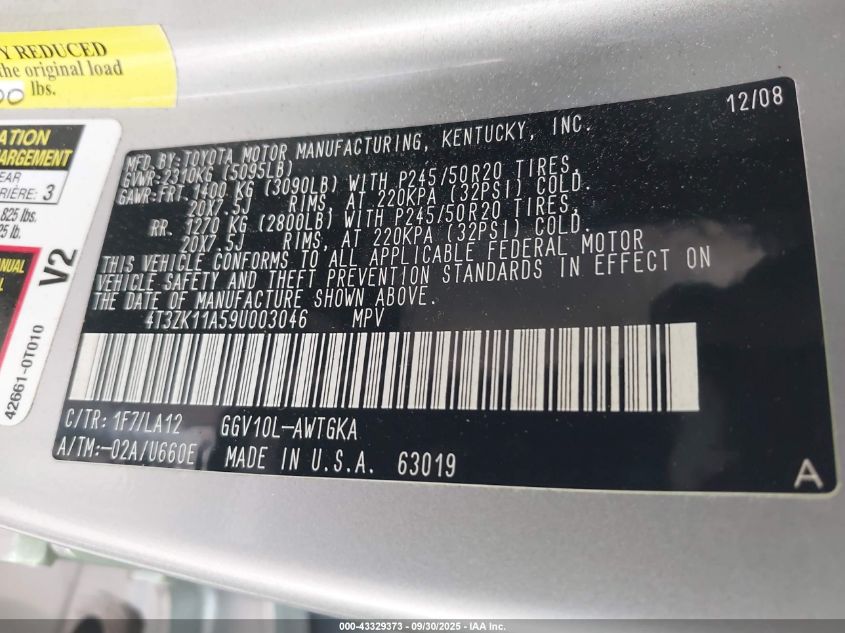 Y REDUCED
the original load
00 lbs.
ATION
ARGEMENT
EAR
RIÈRE: 3
825 lbs.
25 lb.
ANUAL
L
V2
42661-0T010
12/08
MFD.BY:TOYOTA MOTOR MANUFACTURING, KENTUCKY, INC.
GVWR:2310KG (5095LB)
GAWR:FRT. 1400 KG (3090LB) WITH P245/50R20 TIRES,
20X7.5J RIMS, AT 220KPA (32PSI) COLD.
RR. 1270 KG (2800LB) WITH P245/50R20 TIRES,
20X7.5J RIMS, AT 220KPA (32PSI) COLD.
THIS VEHICLE CONFORMS TO ALL APPLICABLE FEDERAL MOTOR
VEHICLE SAFETY AND THEFT PREVENTION STANDARDS IN EFFECT ON
THE DATE OF MANUFACTURE SHOWN ABOVE.
4T3ZK11A59U003046 MPV
C/TR: 1F7/LA12 GGV10L-AWTGKA
A/TM:-02A/U660E MADE IN U.S.A. 63019
A
000-43329373 - 09/30/2025 - IAA Inc.